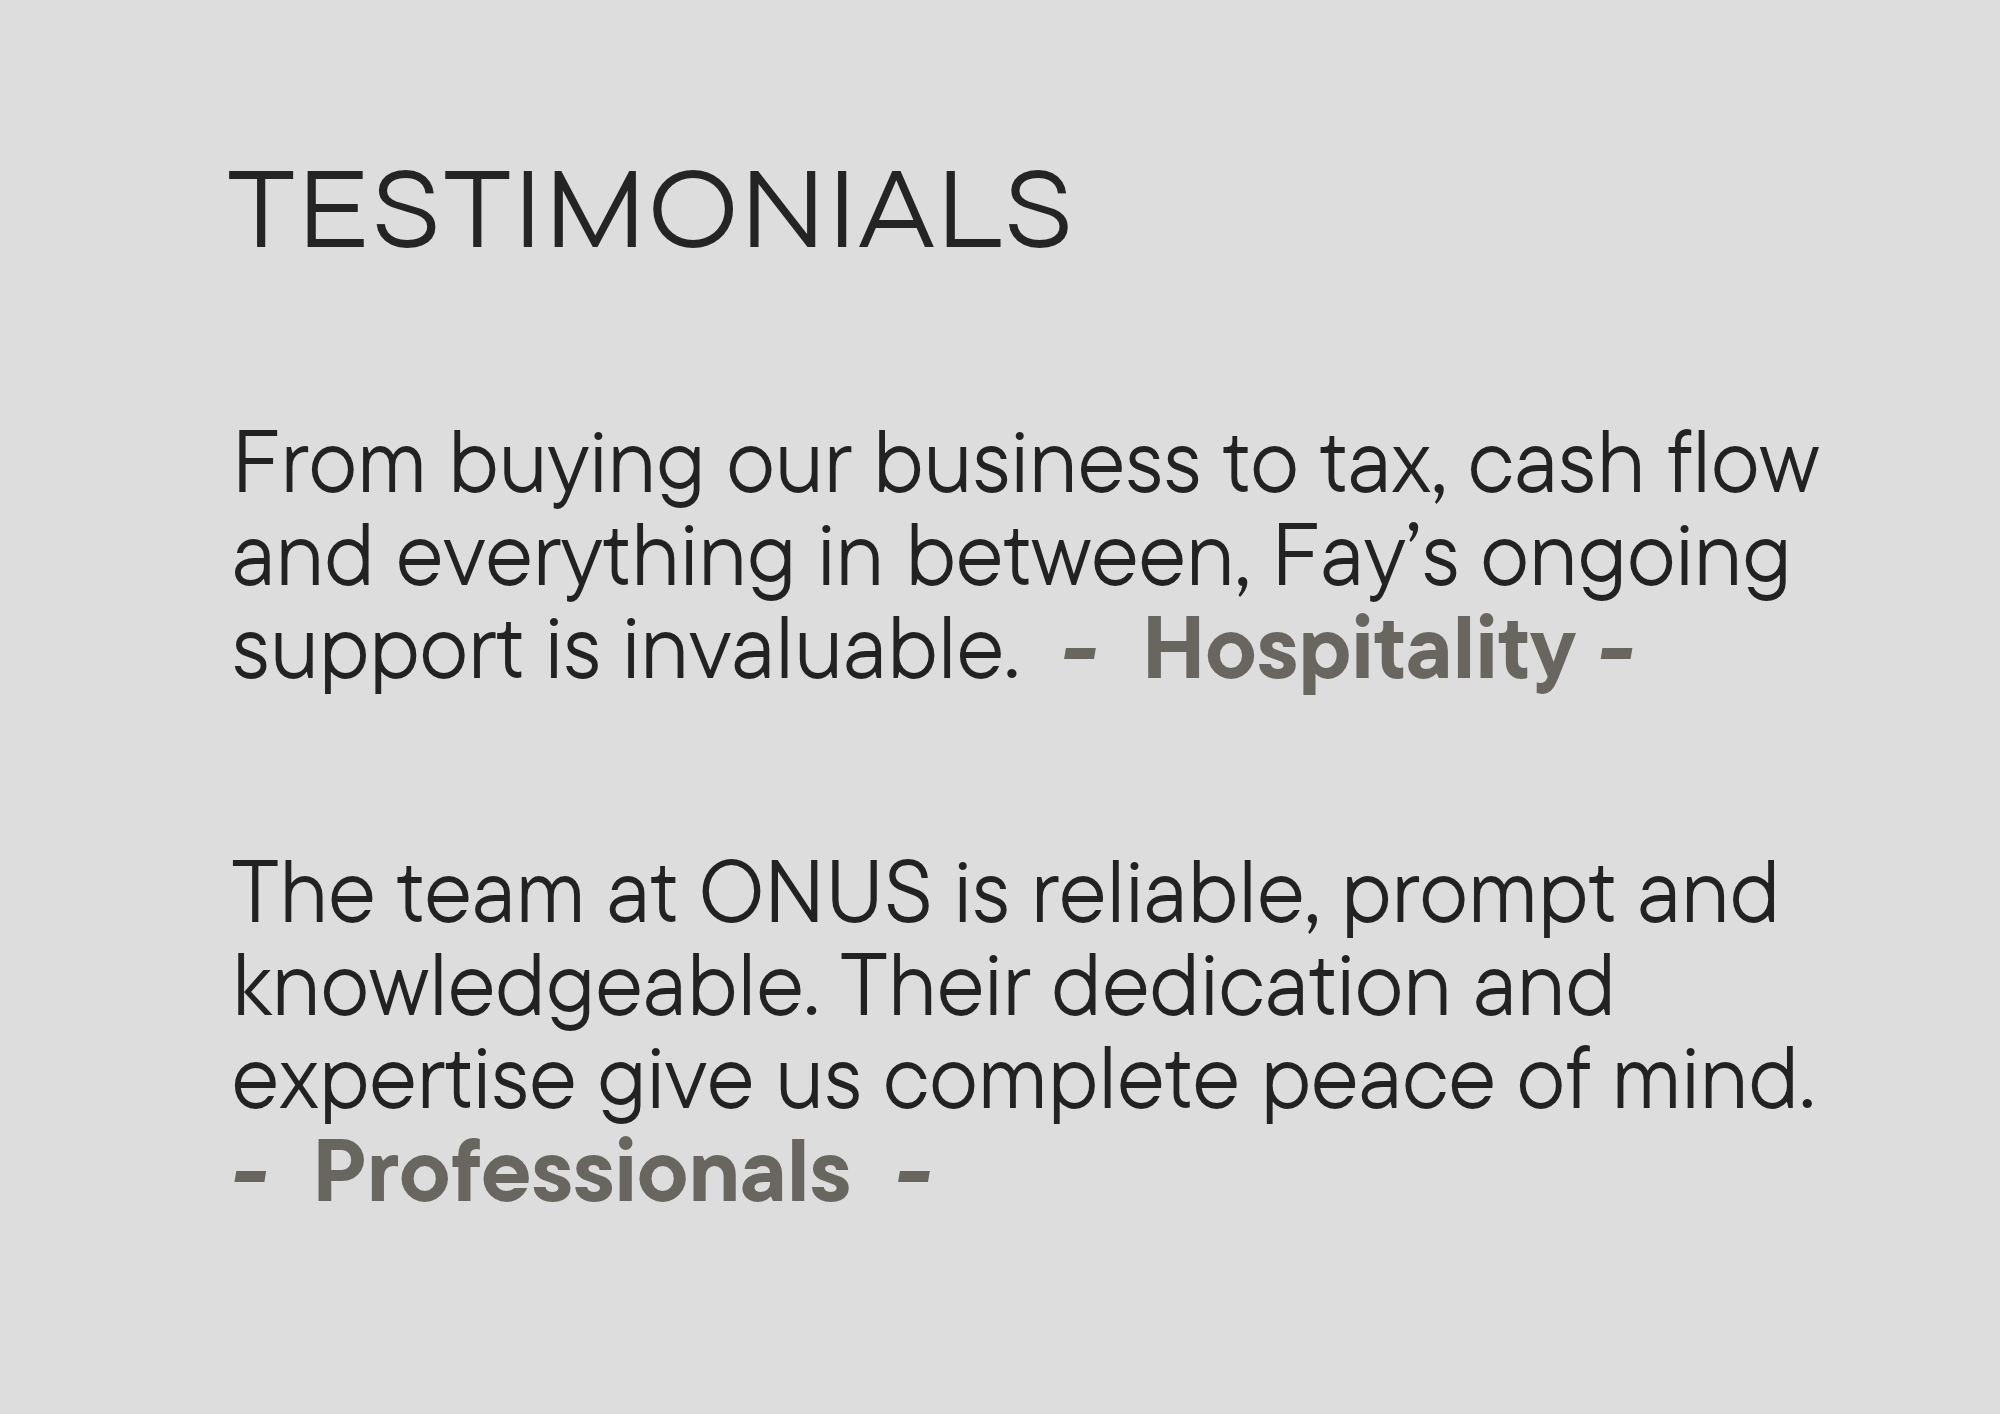 TESTIMONIALS
From buying our business to tax, cash flow
and everything in between, Fay’s ongoing
support is invaluable.  -  Hospitality -
The team at ONUS is reliable, prompt and
knowledgeable. Their dedication and
expertise give us complete peace of mind.
-  Professionals  -